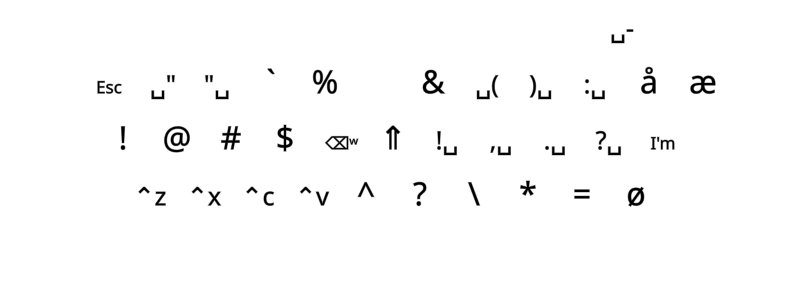 ␣-
Esc ␣" "␣ ` % & ␣( )␣ :␣ å æ
! @ # $ ⌫ʷ ⇑ !␣ ,␣ .␣ ?␣ I'm
^z ^x ^c ^v ^ ? \ * = ø